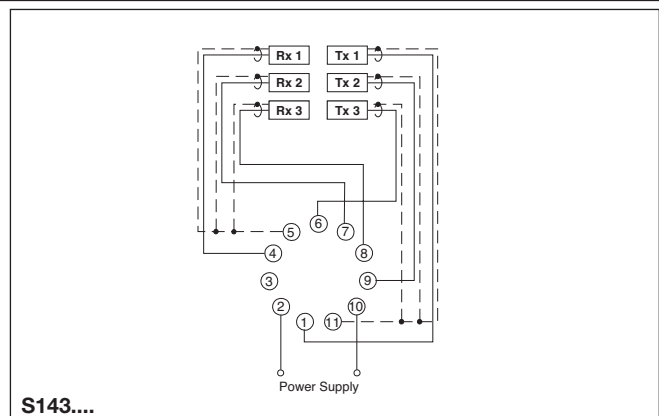 Rx 1 Tx 1
Rx 2 Tx 2
Rx 3 Tx 3
6
5 7
4 8
3 9
2 10
1 11
Power Supply
S143....